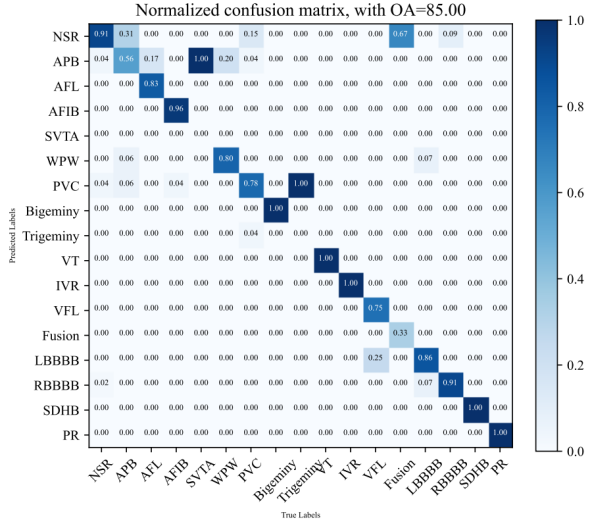 Normalized confusion matrix, with OA=85.00
NSR 0.91 0.31 0.00 0.00 0.00 0.00 0.15 0.00 0.00 0.00 0.00 0.00 0.67 0.00 0.09 0.00 0.00
APB 0.04 0.56 0.17 0.00 1.00 0.20 0.04 0.00 0.00 0.00 0.00 0.00 0.00 0.00 0.00 0.00 0.00
AFL 0.00 0.00 0.83 0.00 0.00 0.00 0.00 0.00 0.00 0.00 0.00 0.00 0.00 0.00 0.00 0.00 0.00
AFIB 0.00 0.00 0.00 0.96 0.00 0.00 0.00 0.00 0.00 0.00 0.00 0.00 0.00 0.00 0.00 0.00 0.00
SVTA 0.00 0.00 0.00 0.00 0.00 0.00 0.00 0.00 0.00 0.00 0.00 0.00 0.00 0.00 0.00 0.00 0.00
WPW 0.00 0.06 0.00 0.00 0.00 0.80 0.00 0.00 0.00 0.00 0.00 0.00 0.00 0.07 0.00 0.00 0.00
PVC 0.04 0.06 0.00 0.04 0.00 0.00 0.78 0.00 1.00 0.00 0.00 0.00 0.00 0.00 0.00 0.00 0.00
Bigeminy 0.00 0.00 0.00 0.00 0.00 0.00 0.00 1.00 0.00 0.00 0.00 0.00 0.00 0.00 0.00 0.00 0.00
Trigeminy 0.00 0.00 0.00 0.00 0.00 0.00 0.04 0.00 0.00 0.00 0.00 0.00 0.00 0.00 0.00 0.00 0.00
VT 0.00 0.00 0.00 0.00 0.00 0.00 0.00 0.00 0.00 1.00 0.00 0.00 0.00 0.00 0.00 0.00 0.00
IVR 0.00 0.00 0.00 0.00 0.00 0.00 0.00 0.00 0.00 0.00 1.00 0.00 0.00 0.00 0.00 0.00 0.00
VFL 0.00 0.00 0.00 0.00 0.00 0.00 0.00 0.00 0.00 0.00 0.00 0.75 0.00 0.00 0.00 0.00 0.00
Fusion 0.00 0.00 0.00 0.00 0.00 0.00 0.00 0.00 0.00 0.00 0.00 0.00 0.33 0.00 0.00 0.00 0.00
LBBBB 0.00 0.00 0.00 0.00 0.00 0.00 0.00 0.00 0.00 0.00 0.00 0.25 0.00 0.86 0.00 0.00 0.00
RBBBB 0.02 0.00 0.00 0.00 0.00 0.00 0.00 0.00 0.00 0.00 0.00 0.00 0.00 0.07 0.91 0.00 0.00
SDHB 0.00 0.00 0.00 0.00 0.00 0.00 0.00 0.00 0.00 0.00 0.00 0.00 0.00 0.00 0.00 1.00 0.00
PR 0.00 0.00 0.00 0.00 0.00 0.00 0.00 0.00 0.00 0.00 0.00 0.00 0.00 0.00 0.00 0.00 1.00
NSR APB AFL AFIB SVTA WPW PVC Bigeminy Trigeminy VT IVR VFL Fusion LBBBB RBBBB SDHB PR
True Labels
Predicted Labels
1.0
0.8
0.6
0.4
0.2
0.0